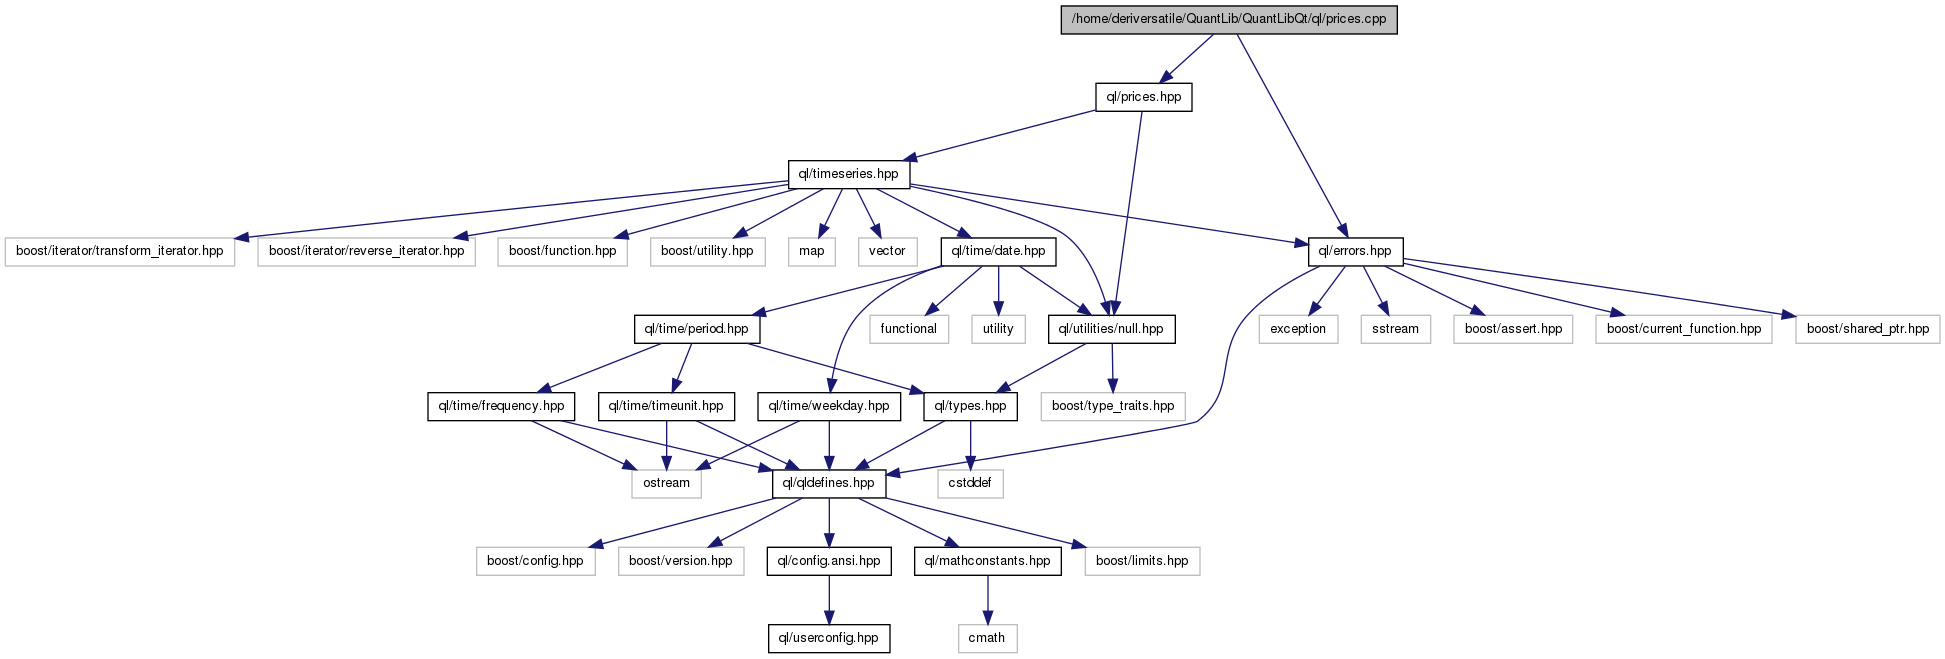 /home/deriversatile/QuantLib/QuantLibQt/ql/prices.cpp
ql/prices.hpp
ql/timeseries.hpp
boost/iterator/transform_iterator.hpp
boost/iterator/reverse_iterator.hpp
boost/function.hpp
boost/utility.hpp
map
vector
ql/time/date.hpp
ql/errors.hpp
ql/time/period.hpp
functional
utility
ql/utilities/null.hpp
exception
sstream
boost/assert.hpp
boost/current_function.hpp
boost/shared_ptr.hpp
ql/time/frequency.hpp
ql/time/timeunit.hpp
ql/time/weekday.hpp
ql/types.hpp
boost/type_traits.hpp
ostream
ql/qldefines.hpp
cstddef
boost/config.hpp
boost/version.hpp
ql/config.ansi.hpp
ql/mathconstants.hpp
boost/limits.hpp
ql/userconfig.hpp
cmath